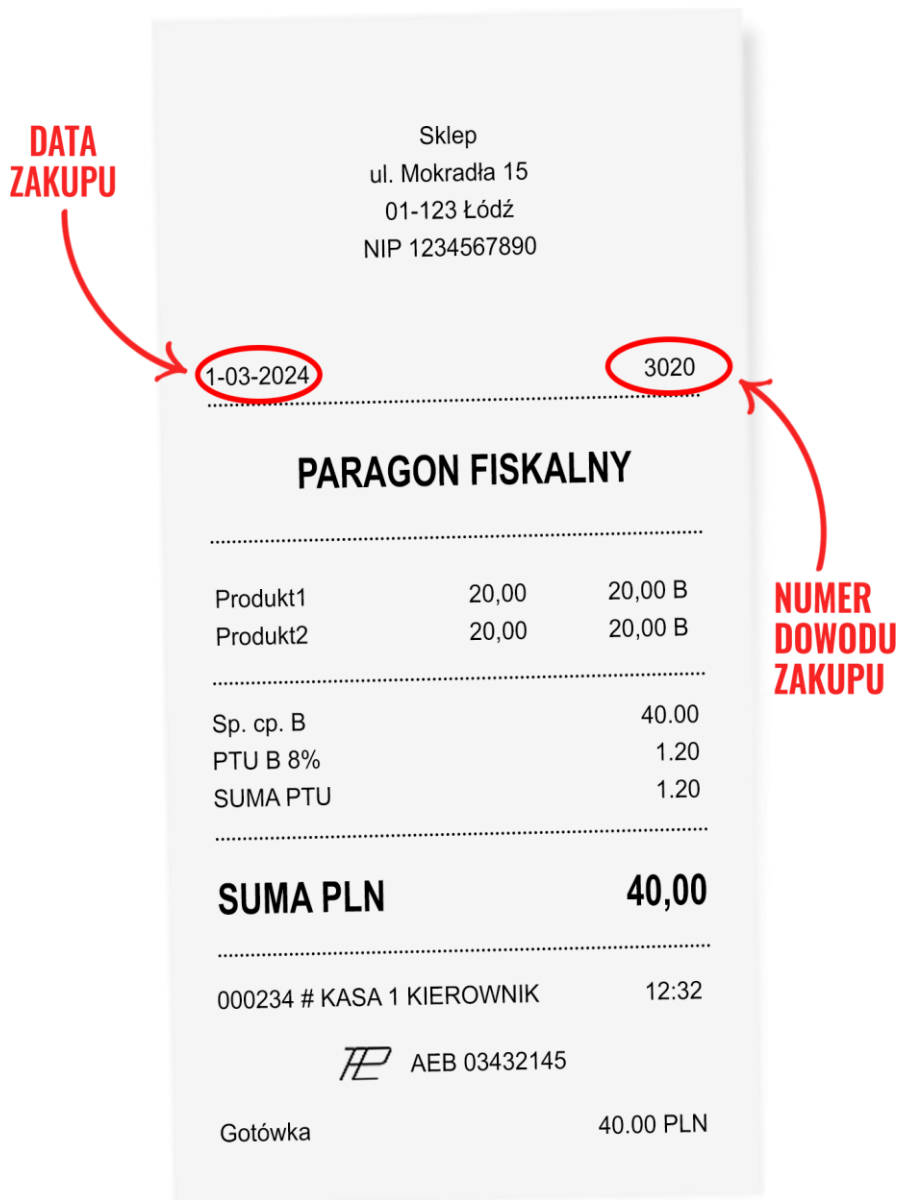 DATA
ZAKUPU
Sklep
ul. Mokradła 15
01-123 Łódź
NIP 1234567890
1-03-2024 3020
PARAGON FISKALNY
Produkt1 20,00 20,00 B
Produkt2 20,00 20,00 B
NUMER
DOWODU
ZAKUPU
Sp. cp. B 40.00
PTU B 8% 1.20
SUMA PTU 1.20
SUMA PLN 40,00
000234 # KASA 1 KIEROWNIK 12:32
AEB 03432145
Gotówka 40.00 PLN